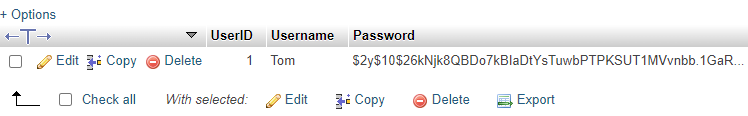 + Options
←T→ UserID Username Password
Edit Copy Delete 1 Tom $2y$10$26kNjk8QBDo7kBlaDtYsTuwbPTPKSUT1MVvnbb.1GaR...
Check all With selected: Edit Copy Delete Export